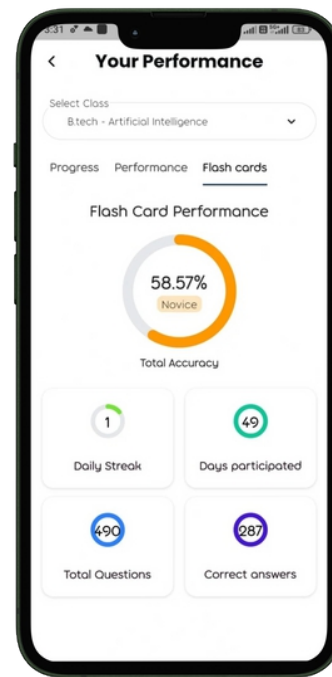 3:31
Your Performance
Select Class
B.tech - Artificial Intelligence
Progress Performance Flash cards
Flash Card Performance
58.57%
Novice
Total Accuracy
1
49
Daily Streak
Days participated
490
287
Total Questions
Correct answers